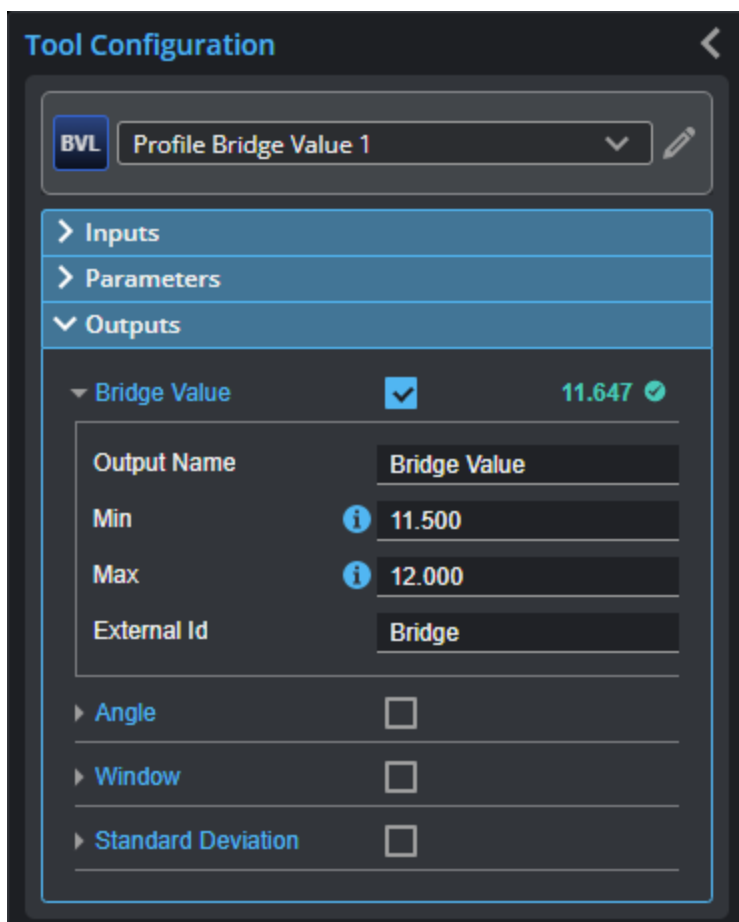 Tool Configuration
BVL Profile Bridge Value 1
Inputs
Parameters
Outputs
Bridge Value 11.647
Output Name Bridge Value
Min 11.500
Max 12.000
External Id Bridge
Angle
Window
Standard Deviation